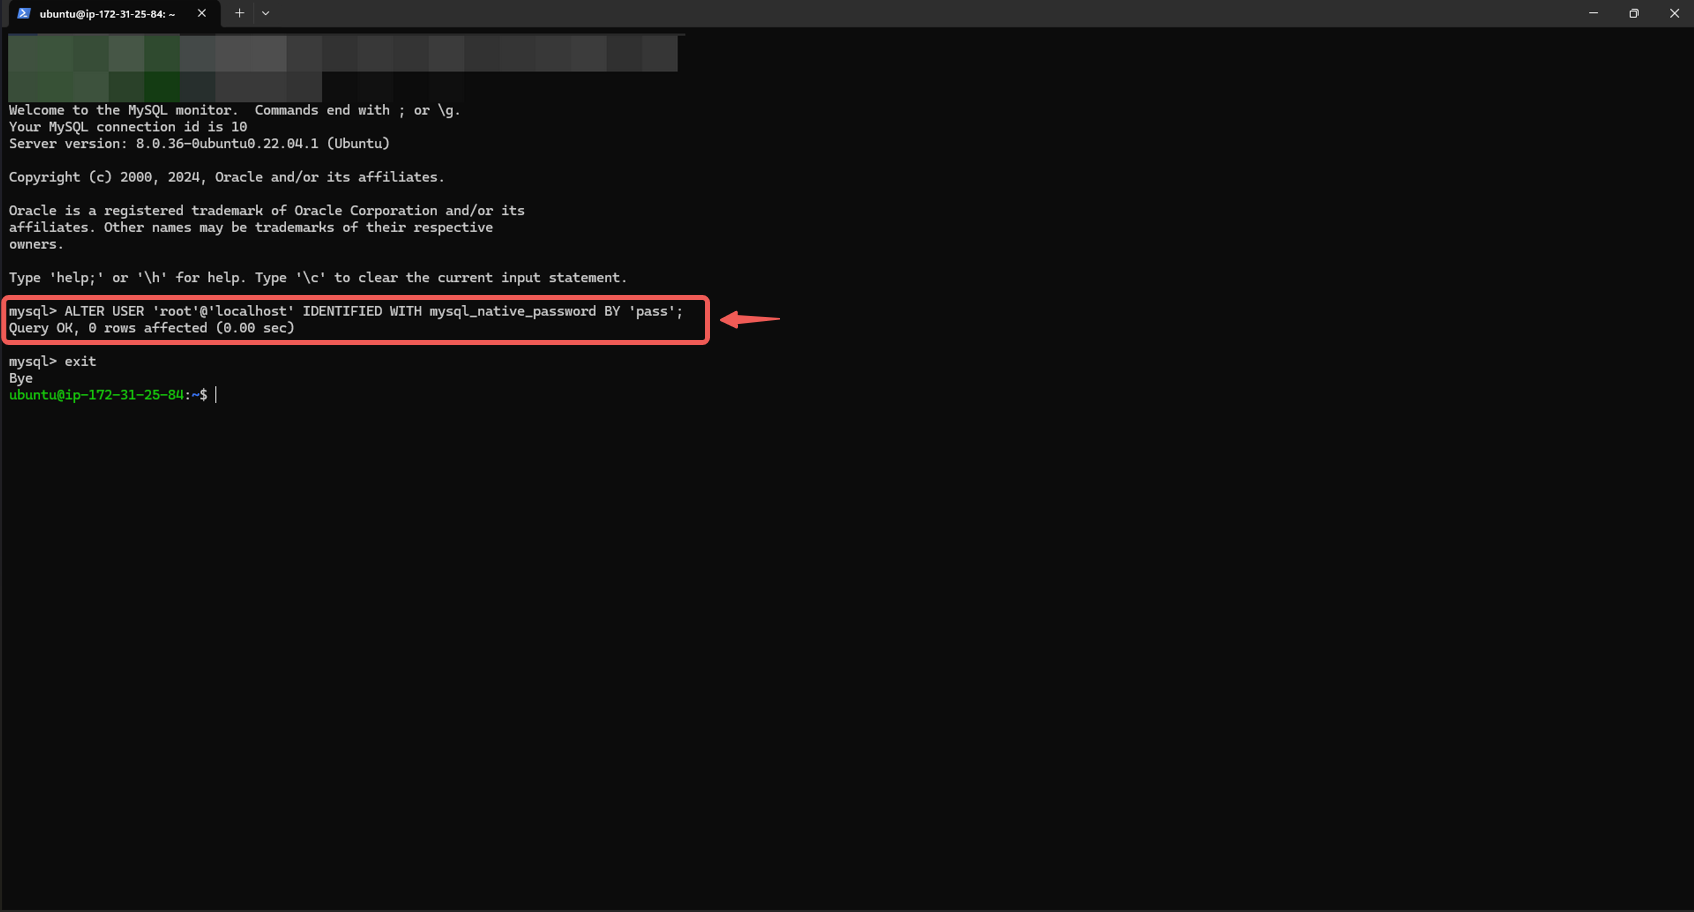 ubuntu@ip-172-31-25-84: ~
Welcome to the MySQL monitor.  Commands end with ; or \g.
Your MySQL connection id is 10
Server version: 8.0.36-0ubuntu0.22.04.1 (Ubuntu)
Copyright (c) 2000, 2024, Oracle and/or its affiliates.
Oracle is a registered trademark of Oracle Corporation and/or its
affiliates. Other names may be trademarks of their respective
owners.
Type 'help;' or '\h' for help. Type '\c' to clear the current input statement.
mysql> ALTER USER 'root'@'localhost' IDENTIFIED WITH mysql_native_password BY 'pass';
Query OK, 0 rows affected (0.00 sec)
mysql> exit
Bye
ubuntu@ip-172-31-25-84:~$